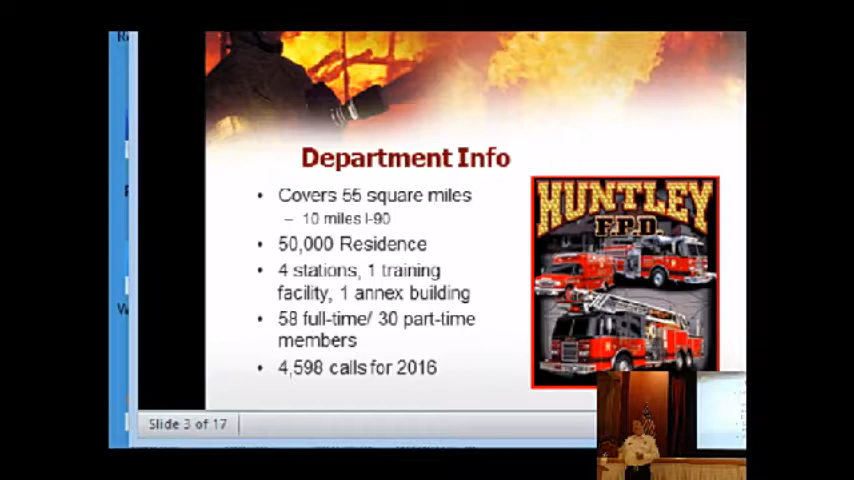 Department Info
• Covers 55 square miles
– 10 miles I-90
• 50,000 Residence
• 4 stations, 1 training
facility, 1 annex building
• 58 full-time/ 30 part-time
members
• 4,598 calls for 2016
HUNTLEY
F.P.D.
Slide 3 of 17